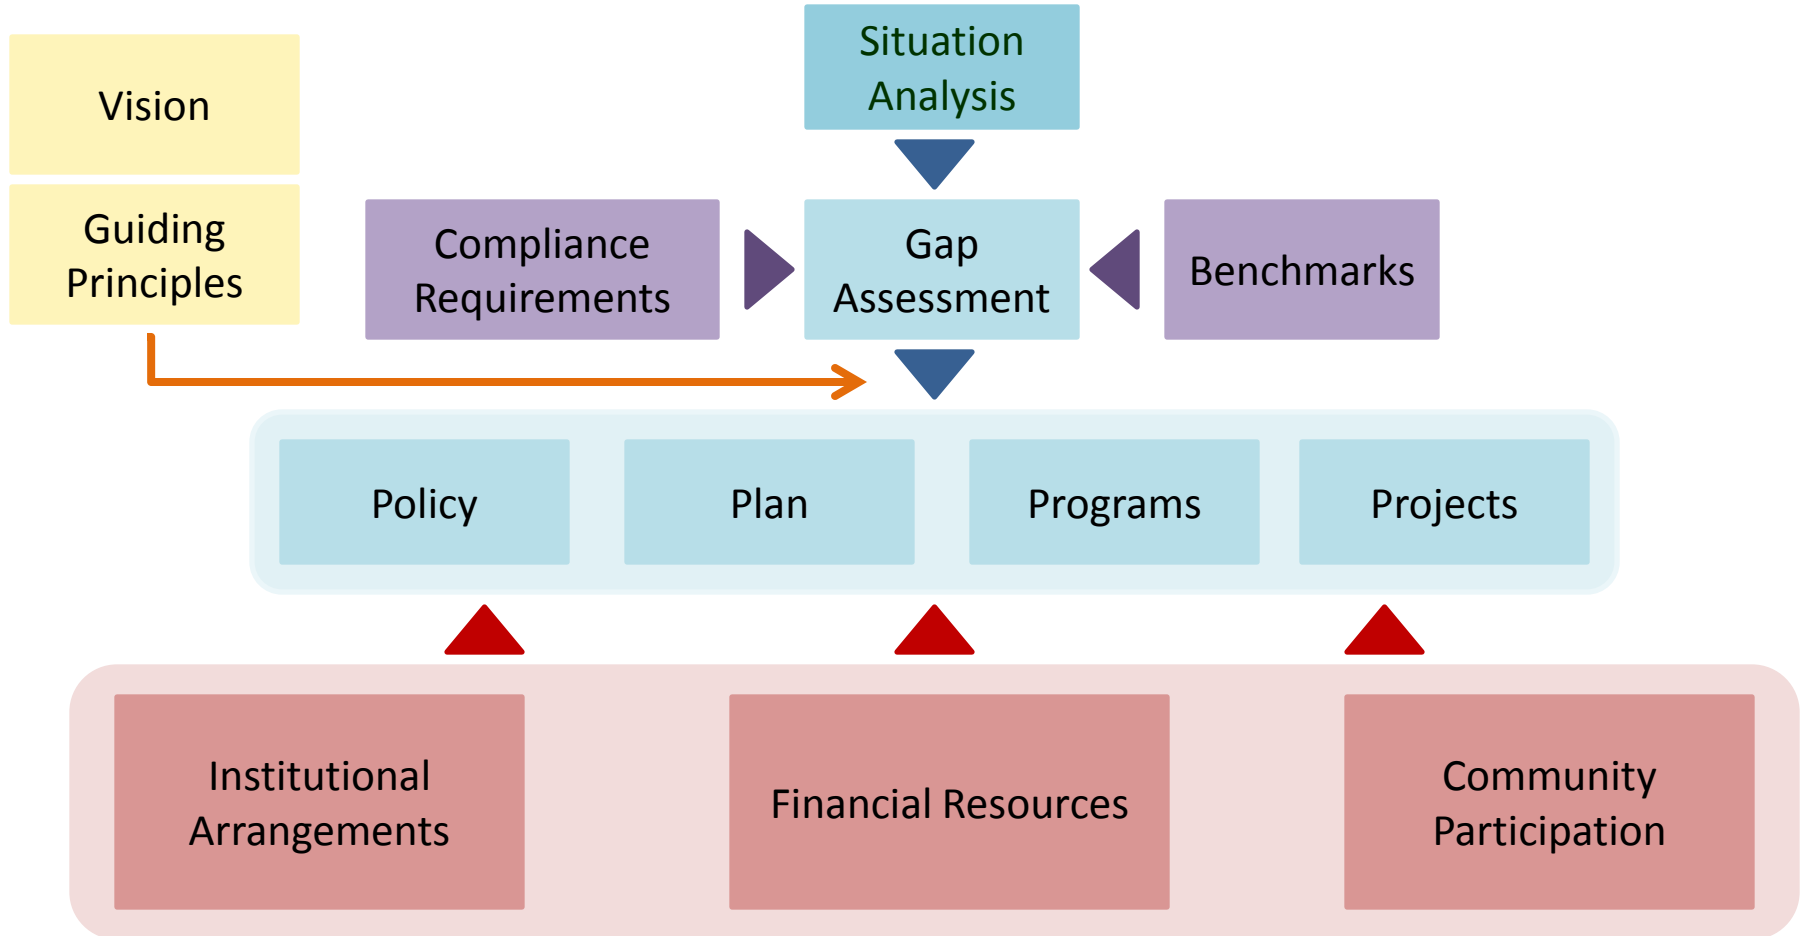 Vision
Situation
Analysis
Guiding
Principles
Compliance
Requirements
Gap
Assessment
Benchmarks
Policy
Plan
Programs
Projects
Institutional
Arrangements
Financial Resources
Community
Participation